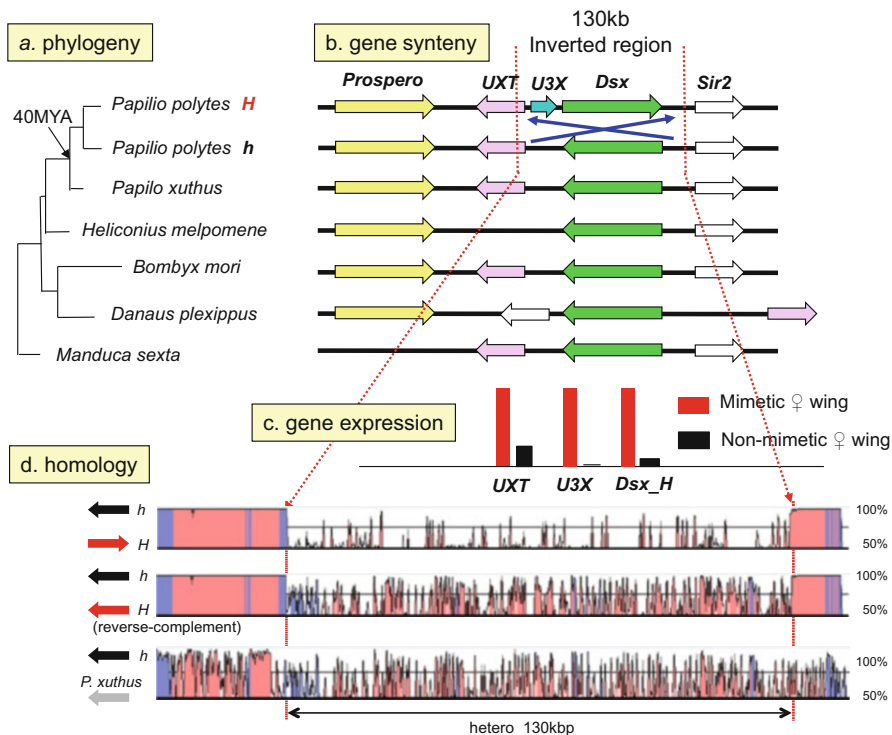 a. phylogeny
b. gene synteny
130kb
Inverted region
Prospero
UXT
U3X
Dsx
Sir2
40MYA
Papilio polytes H
Papilio polytes h
Papilo xuthus
Heliconius melpomene
Bombyx mori
Danaus plexippus
Manduca sexta
c. gene expression
Mimetic ♀ wing
Non-mimetic ♀ wing
UXT
U3X
Dsx_H
d. homology
h
100%
H
50%
h
100%
H
50%
(reverse-complement)
h
100%
P. xuthus
50%
hetero 130kbp